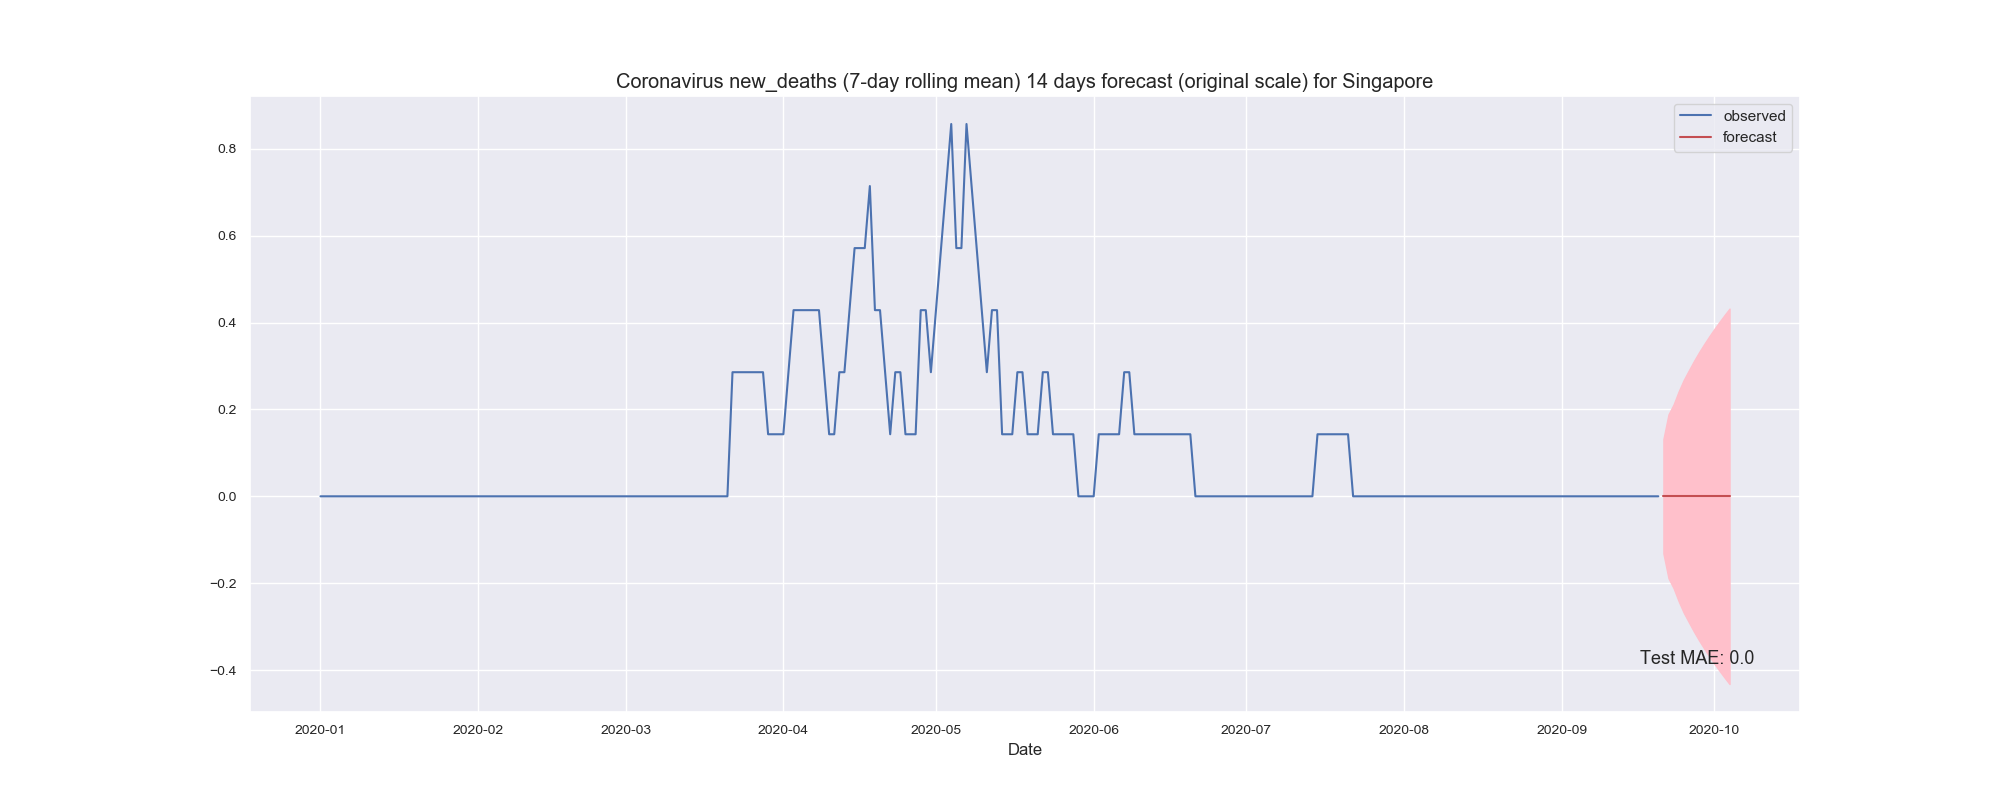 Coronavirus new_deaths (7-day rolling mean) 14 days forecast (original scale) for Singapore
observed
forecast
0.8
0.6
0.4
0.2
0.0
−0.2
−0.4
Test MAE: 0.0
2020-01 2020-02 2020-03 2020-04 2020-05 2020-06 2020-07 2020-08 2020-09 2020-10
Date